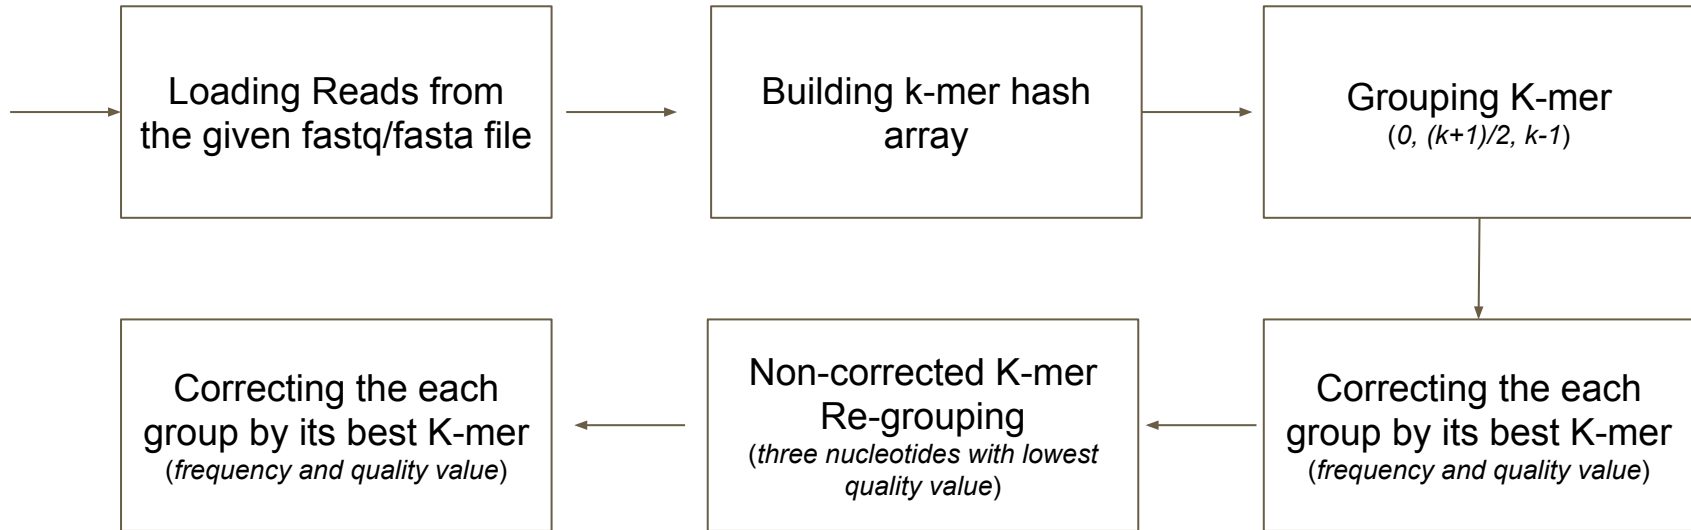 Loading Reads from
the given fastq/fasta file
Building k-mer hash
array
Grouping K-mer
(0, (k+1)/2, k-1)
Correcting the each
group by its best K-mer
(frequency and quality value)
Non-corrected K-mer
Re-grouping
(three nucleotides with lowest
quality value)
Correcting the each
group by its best K-mer
(frequency and quality value)